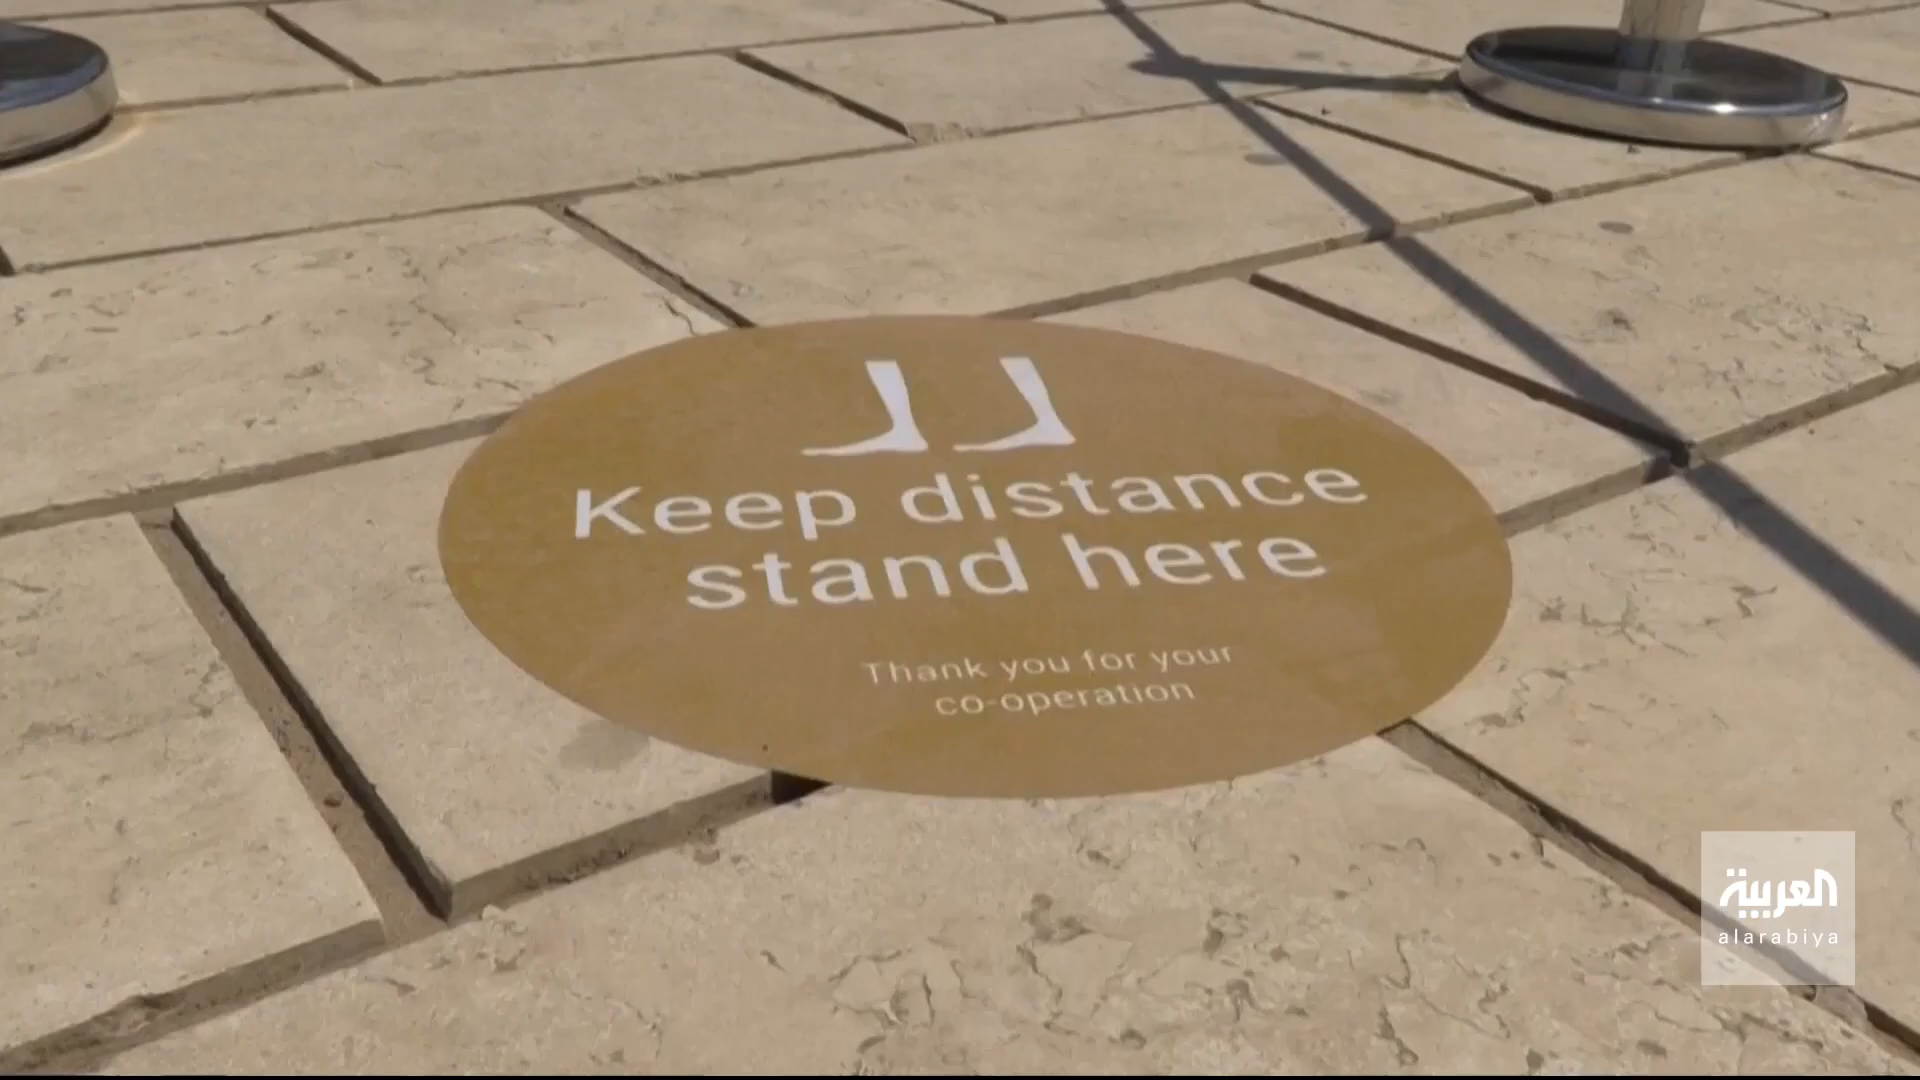 Keep distance
stand here
Thank you for your
co-operation
العربية
alarabiya